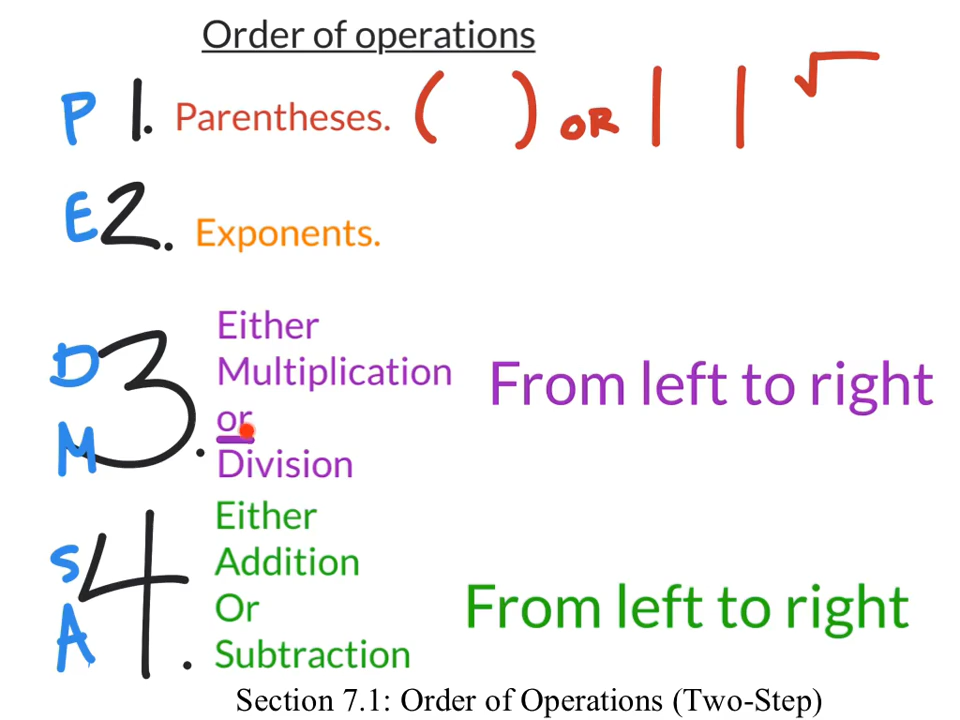 Order of operations
P 1. Parentheses. ( ) OR | | √
E 2. Exponents.
D M 3. Either
Multiplication
or
Division
From left to right
S A 4. Either
Addition
Or
Subtraction
From left to right
Section 7.1: Order of Operations (Two-Step)